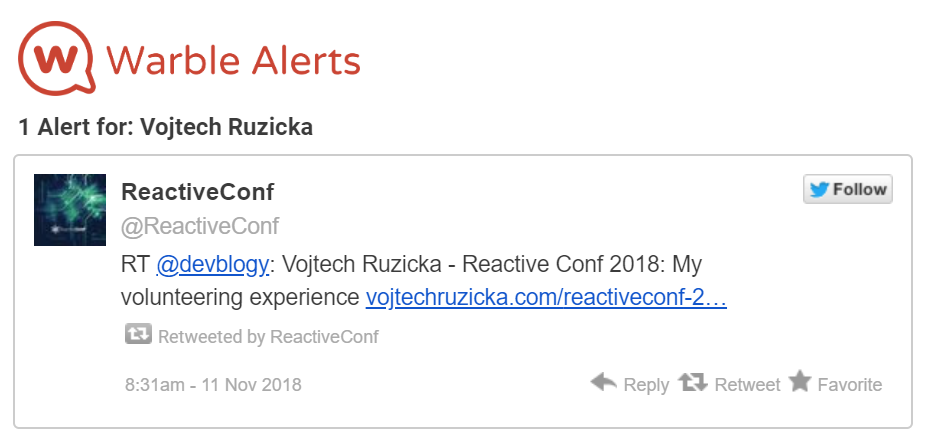 W Warble Alerts
1 Alert for: Vojtech Ruzicka
ReactiveConf
Follow
@ReactiveConf
RT @devblogy: Vojtech Ruzicka - Reactive Conf 2018: My
volunteering experience vojtechruzicka.com/reactiveconf-2…
Retweeted by ReactiveConf
8:31am - 11 Nov 2018
Reply Retweet Favorite